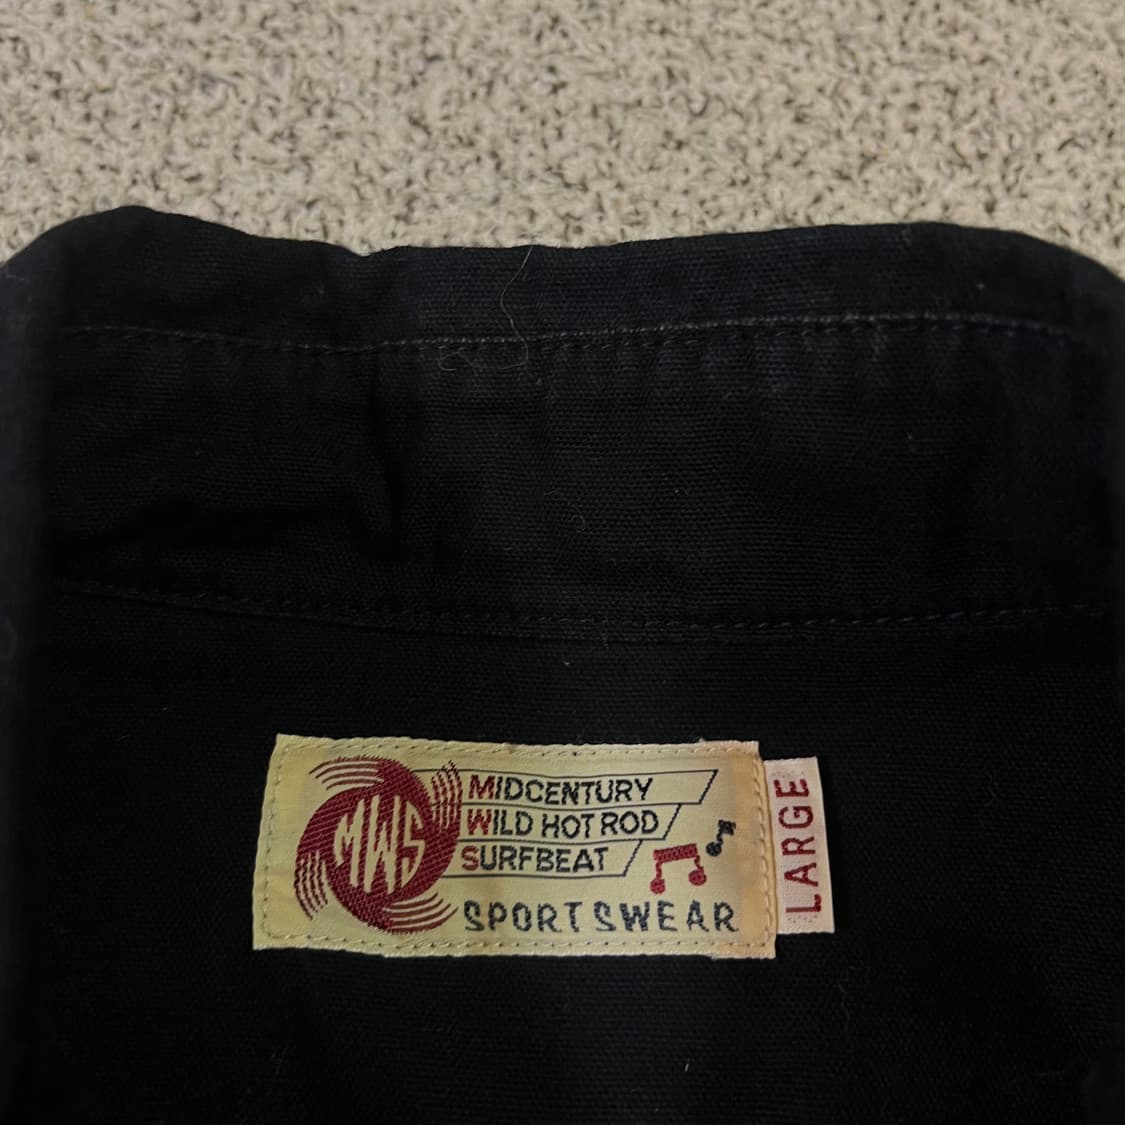 MWS
MIDCENTURY
WILD HOT ROD
SURFBEAT
SPORTSWEAR
LARGE